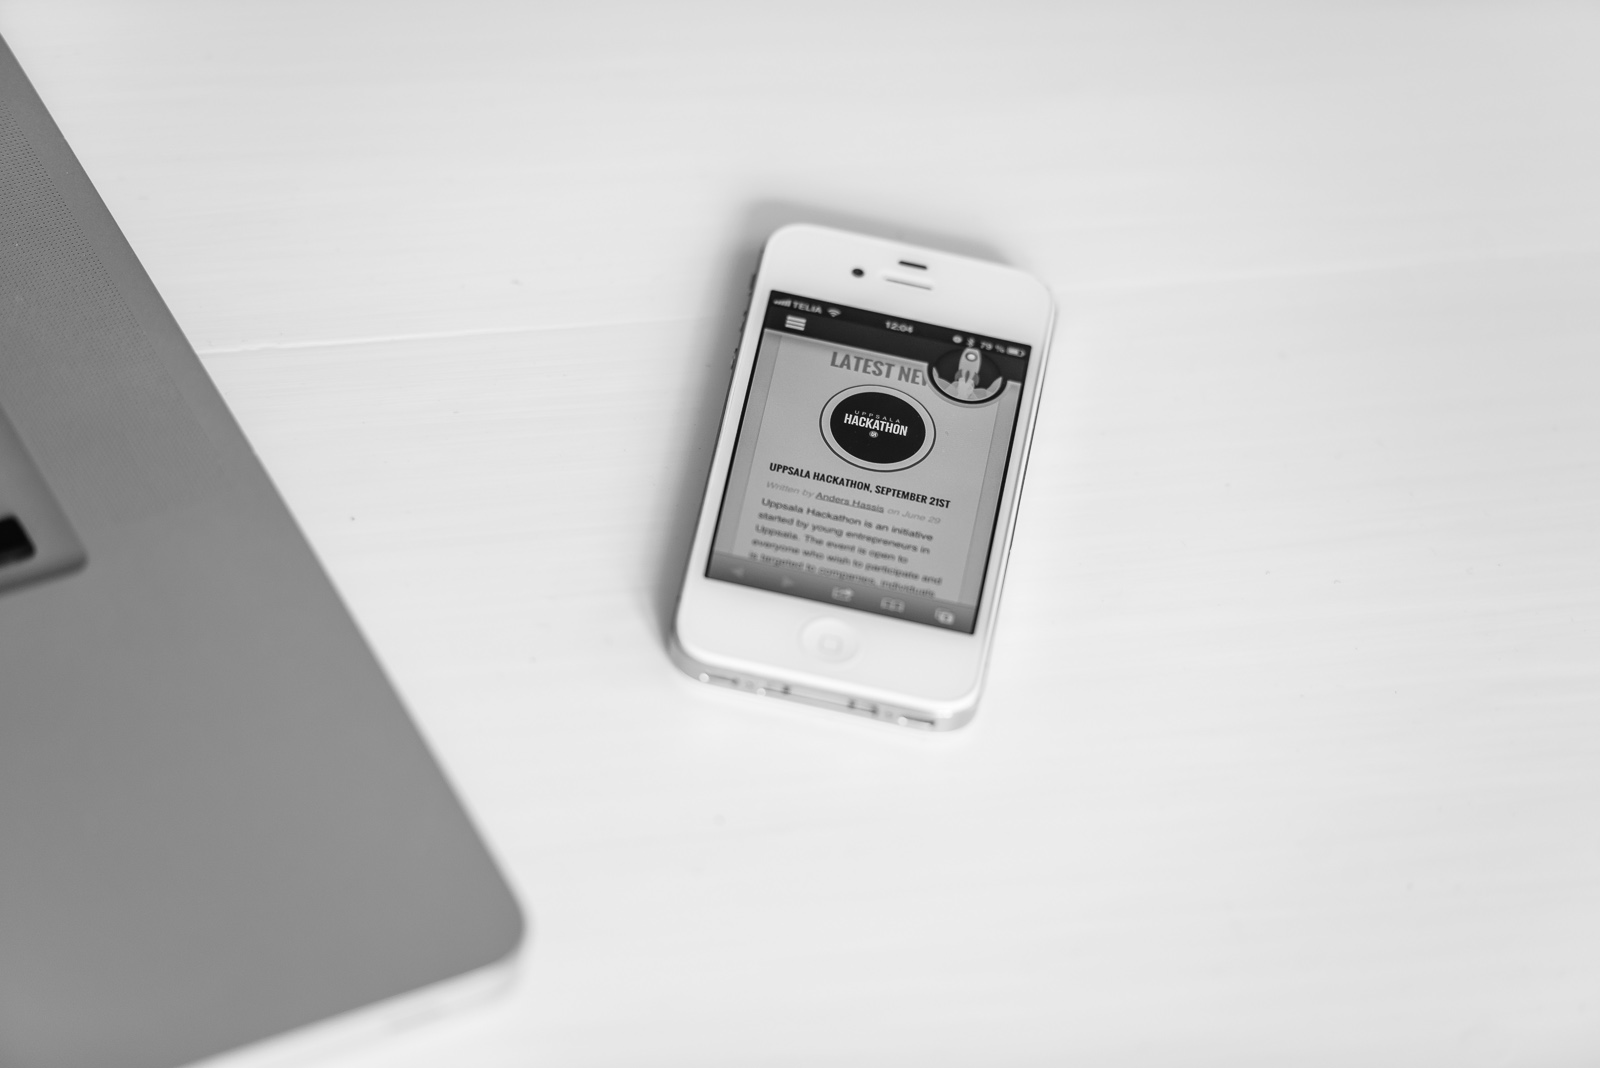 TELIA 12:04 79 %
LATEST NEW
UPPSALA
HACKATHON
UPPSALA HACKATHON, SEPTEMBER 21ST
Written by Anders Hassis on June 29
Uppsala Hackathon is an initiative
started by young entrepreneurs in
Uppsala. The event is open to
everyone who wish to participate and
is targeted to companies, individuals